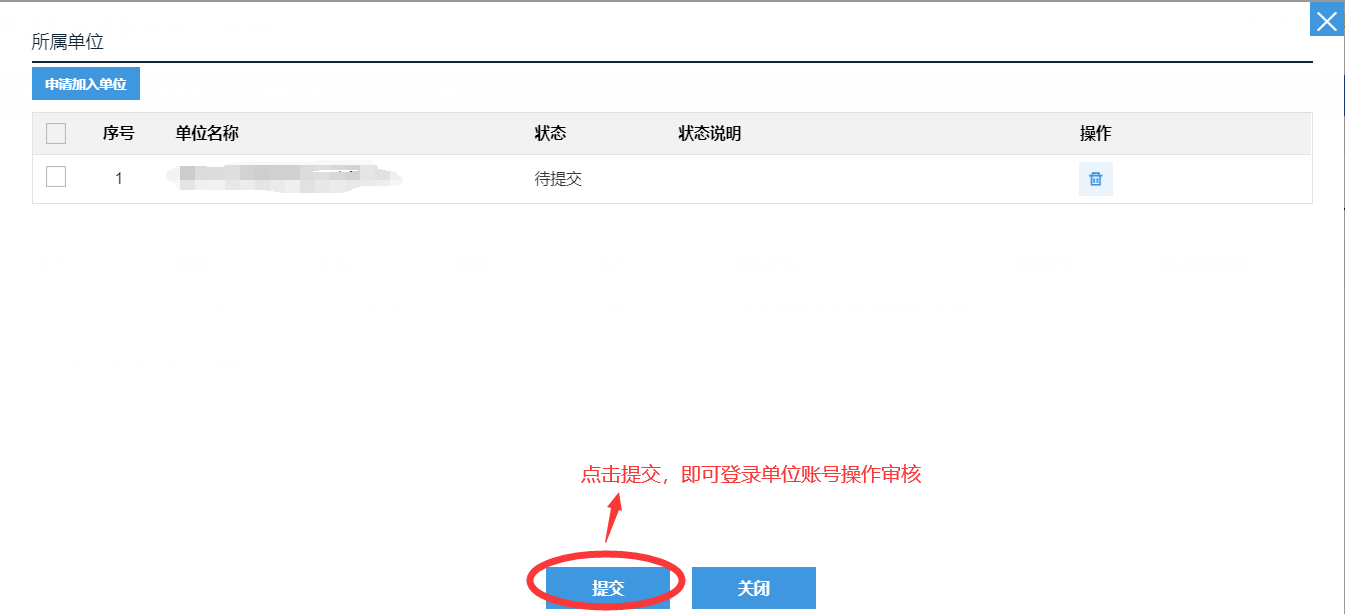 所属单位
申请加入单位
序号 单位名称 状态 状态说明 操作
1 待提交
点击提交，即可登录单位账号操作审核
提交 关闭